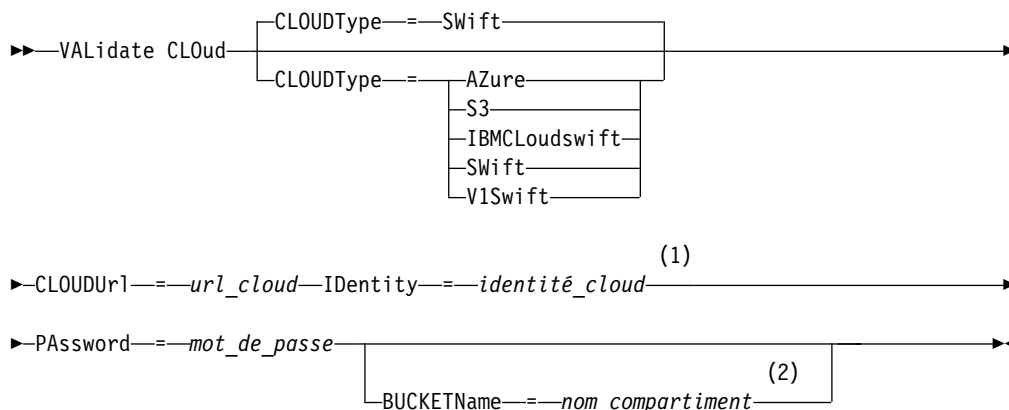 CLOUDType = SWift
►►─VALidate CLOud
CLOUDType = AZure
S3
IBMCLoudswift
SWift
V1Swift
(1)
►─CLOUDUrl─=─url_cloud─IDentity─=─identité_cloud─►
►─PAssword─=─mot_de_passe─►◄
(2)
BUCKETName─=─nom compartiment